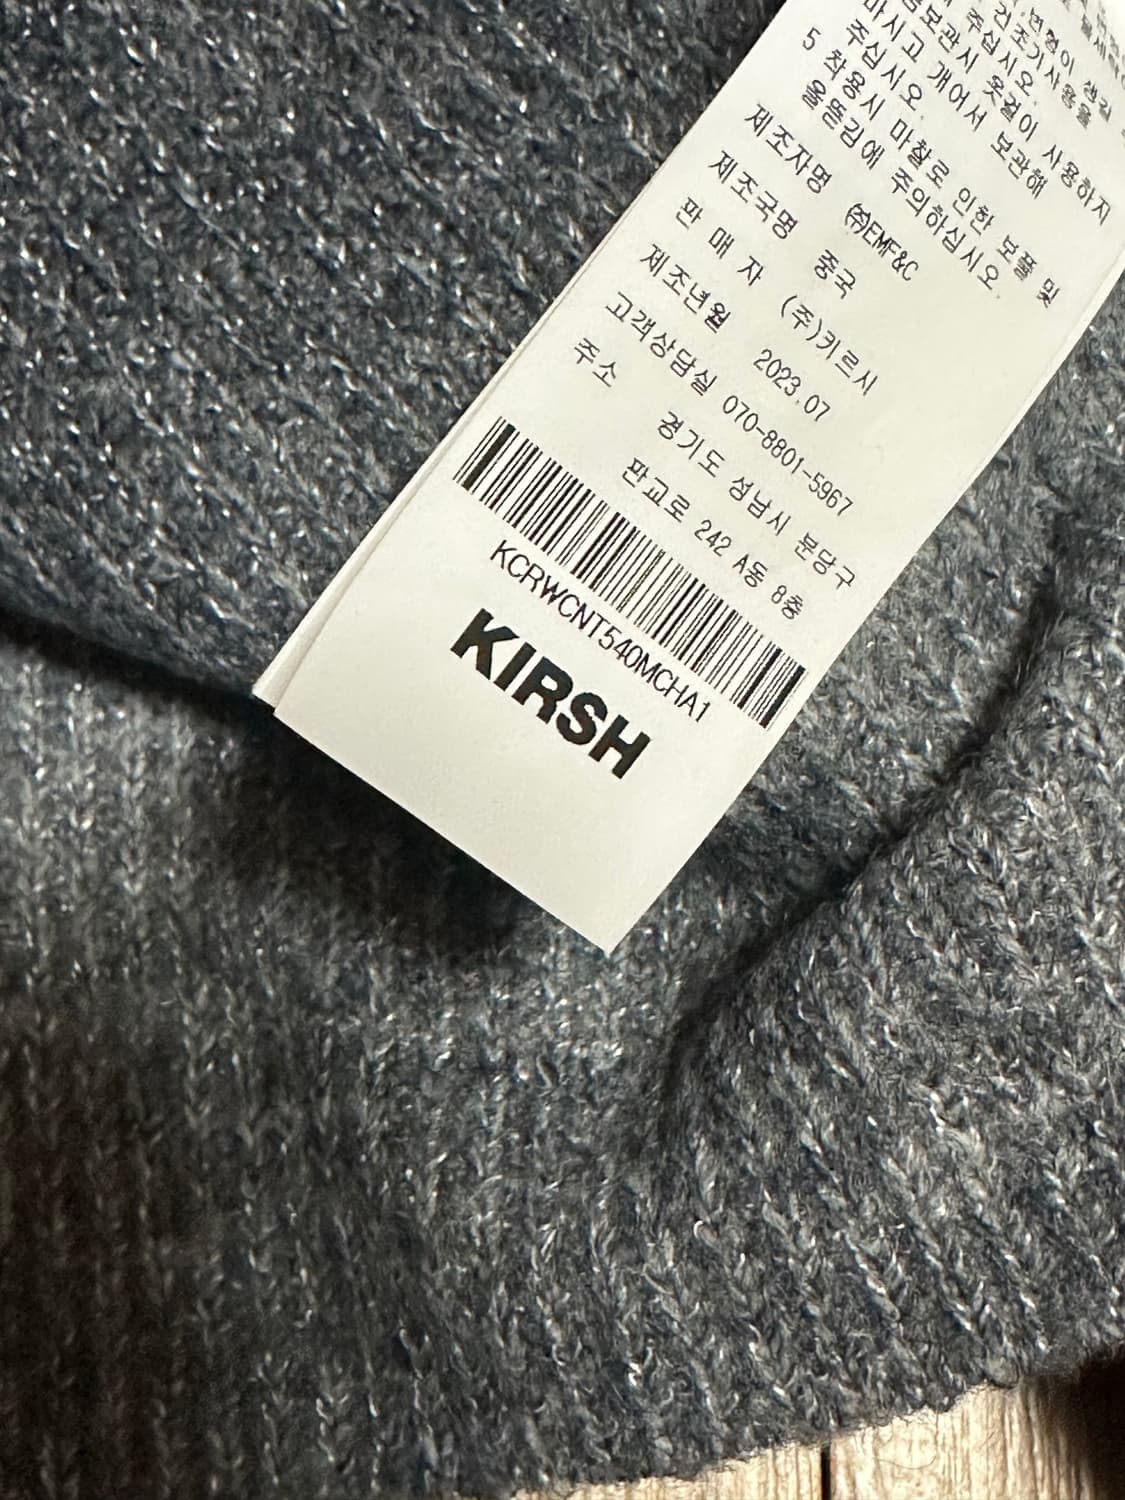 변형이 생길
건조기사용을
주십시오.
보관시 옷걸이 사용하지
마시고 개어서 보관해
주십시오
5 착용시 마찰로 인한 보풀 및
올뜯김에 주의하십시오
제조자명 ㈜EMF&C
제조국명 중국
판 매 자 (주)키르시
제조년월 2023.07
고객상담실 070-8801-5967
주소 경기도 성남시 분당구
판교로 242 A동 8층
KCRWCNT540MCHA1
KIRSH